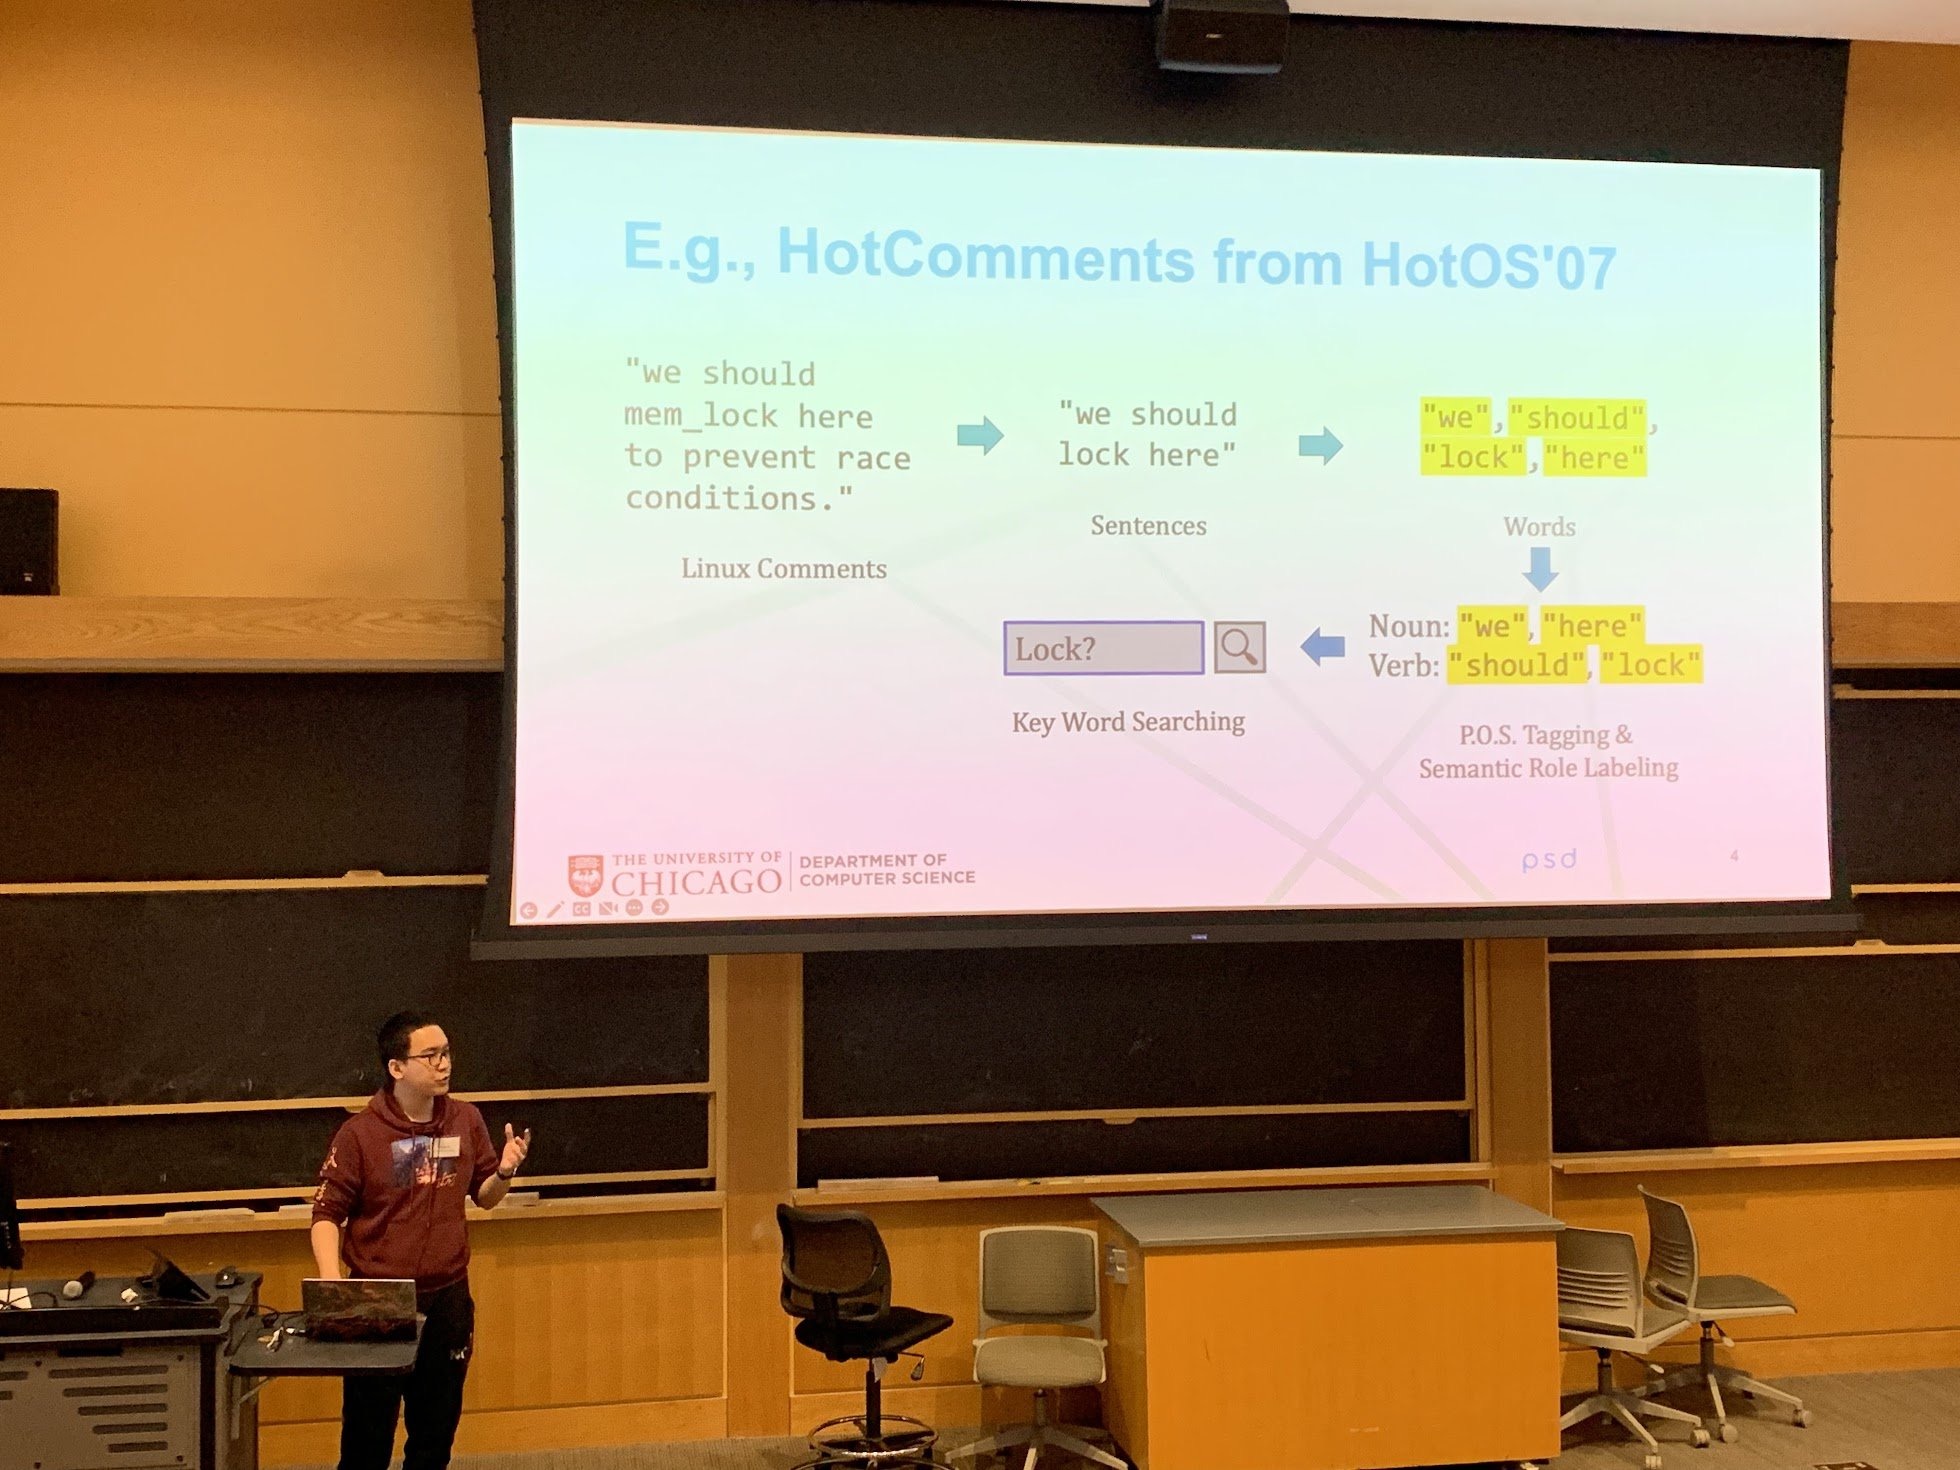 E.g., HotComments from HotOS'07
"we should
mem_lock here
to prevent race
conditions."
Linux Comments
"we should
lock here"
Sentences
"we", "should",
"lock", "here"
Words
Noun: "we", "here"
Verb: "should", "lock"
P.O.S. Tagging &
Semantic Role Labeling
Lock?
Key Word Searching
THE UNIVERSITY OF
CHICAGO
DEPARTMENT OF
COMPUTER SCIENCE
psd
4
CC